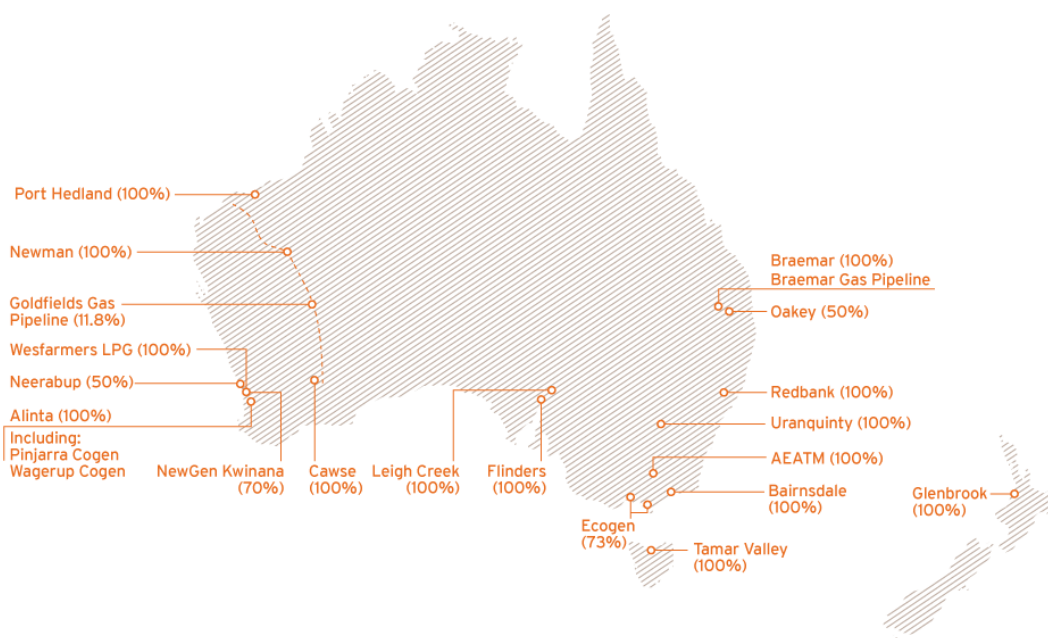 Port Hedland (100%)
Newman (100%)
Goldfields Gas
Pipeline (11.8%)
Wesfarmers LPG (100%)
Neerabup (50%)
Alinta (100%)
Including:
Pinjarra Cogen
Wagerup Cogen
NewGen Kwinana
(70%)
Cawse
(100%)
Leigh Creek
(100%)
Flinders
(100%)
Braemar (100%)
Braemar Gas Pipeline
Oakey (50%)
Redbank (100%)
Uranquinty (100%)
AEATM (100%)
Bairnsdale
(100%)
Ecogen
(73%)
Tamar Valley
(100%)
Glenbrook
(100%)